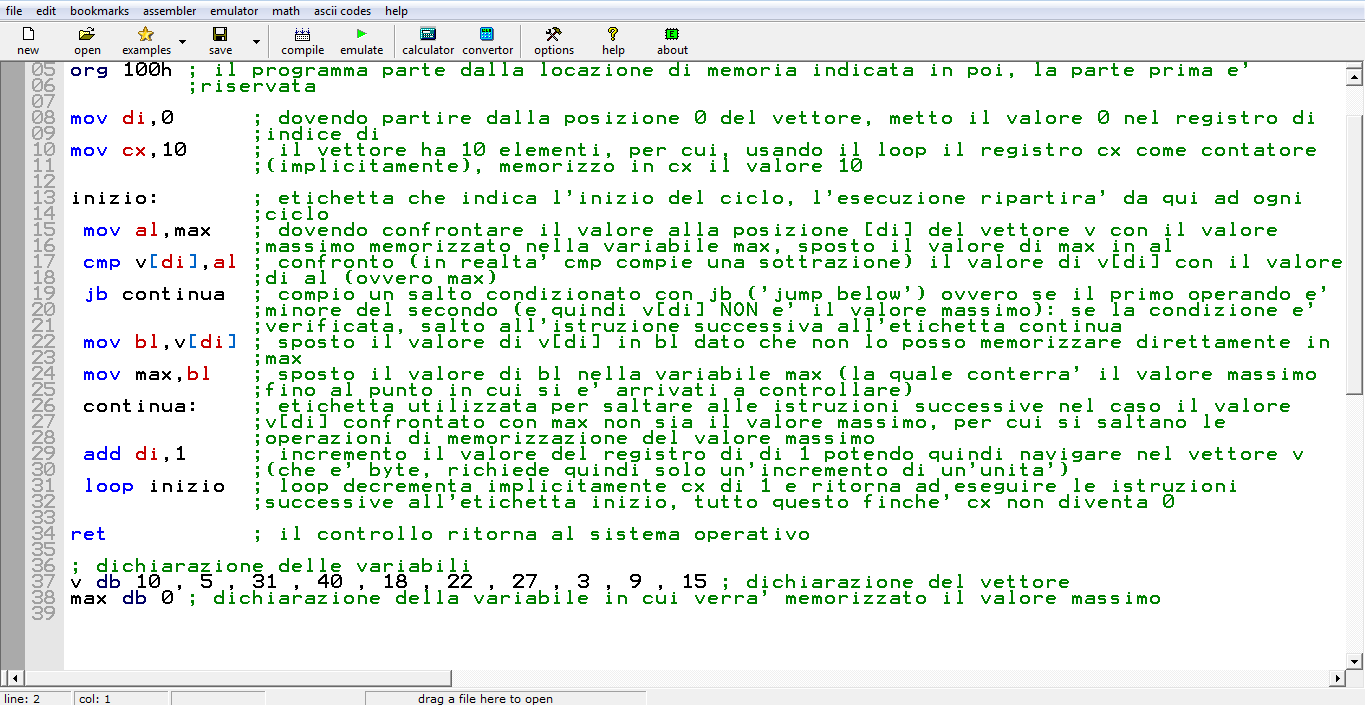 file edit bookmarks assembler emulator math ascii codes help
new open examples save compile emulate calculator convertor options help about
05 org 100h ; il programma parte dalla locazione di memoria indicata in poi, la parte prima e'
06 ;riservata
07
08 mov di,0 ; dovendo partire dalla posizione 0 del vettore, metto il valore 0 nel registro di
09 ;indice di
10 mov cx,10 ; il vettore ha 10 elementi, per cui, usando il loop il registro cx come contatore
11 ;(implicitamente), memorizzo in cx il valore 10
12
13 inizio: ; etichetta che indica l'inizio del ciclo, l'esecuzione ripartira' da qui ad ogni
14 ;ciclo
15 mov al,max ; dovendo confrontare il valore alla posizione [di] del vettore v con il valore
16 ;massimo memorizzato nella variabile max, sposto il valore di max in al
17 cmp v[di],al ; confronto (in realta' cmp compie una sottrazione) il valore di v[di] con il valore
18 ;di al (ovvero max)
19 jb continua ; compio un salto condizionato con jb ('jump below') ovvero se il primo operando e'
20 ;minore del secondo (e quindi v[di] NON e' il valore massimo): se la condizione e'
21 ;verificata, salto all'istruzione successiva all'etichetta continua
22 mov bl,v[di] ; sposto il valore di v[di] in bl dato che non lo posso memorizzare direttamente in
23 ;max
24 mov max,bl ; sposto il valore di bl nella variabile max (la quale conterra' il valore massimo
25 ;fino al punto in cui si e' arrivati a controllare)
26 continua: ; etichetta utilizzata per saltare alle istruzioni successive nel caso il valore
27 ;v[di] confrontato con max non sia il valore massimo, per cui si saltano le
28 ;operazioni di memorizzazione del valore massimo
29 add di,1 ; incremento il valore del registro di di 1 potendo quindi navigare nel vettore v
30 ;(che e' byte, richiede quindi solo un'incremento di un'unita')
31 loop inizio ; loop decrementa implicitamente cx di 1 e ritorna ad eseguire le istruzioni
32 ;successive all'etichetta inizio, tutto questo finche' cx non diventa 0
33
34 ret ; il controllo ritorna al sistema operativo
35
36 ; dichiarazione delle variabili
37 v db 10 , 5 , 31 , 40 , 18 , 22 , 27 , 3 , 9 , 15 ; dichiarazione del vettore
38 max db 0 ; dichiarazione della variabile in cui verra' memorizzato il valore massimo
39
line: 2 col: 1 drag a file here to open